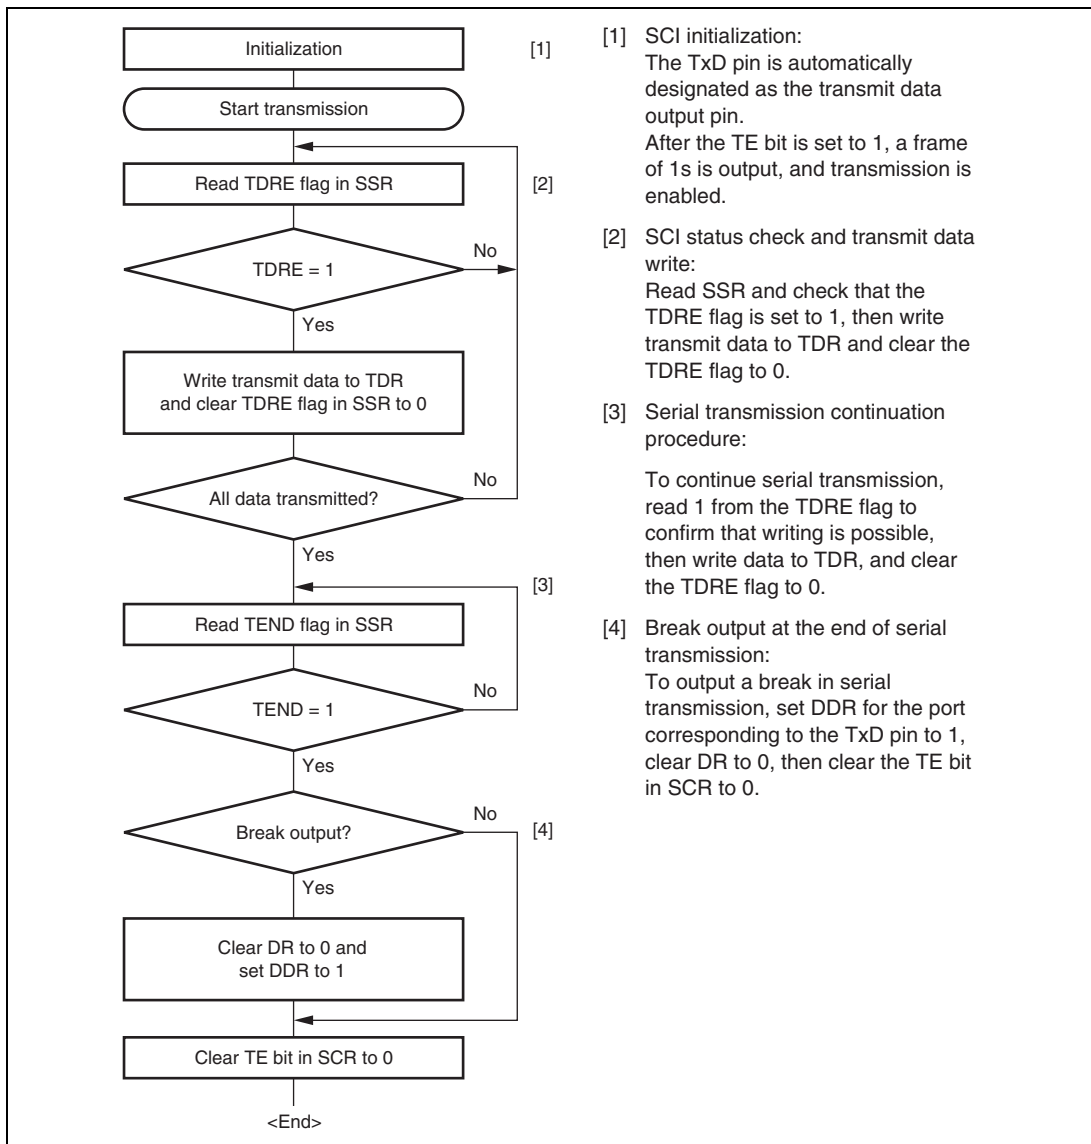 Initialization
[1]
Start transmission
Read TDRE flag in SSR
[2]
TDRE = 1
No
Yes
Write transmit data to TDR
and clear TDRE flag in SSR to 0
All data transmitted?
No
Yes
[3]
Read TEND flag in SSR
TEND = 1
No
Yes
Break output?
No
[4]
Yes
Clear DR to 0 and
set DDR to 1
Clear TE bit in SCR to 0
<End>
[1] SCI initialization:
The TxD pin is automatically
designated as the transmit data
output pin.
After the TE bit is set to 1, a frame
of 1s is output, and transmission is
enabled.
[2] SCI status check and transmit data
write:
Read SSR and check that the
TDRE flag is set to 1, then write
transmit data to TDR and clear the
TDRE flag to 0.
[3] Serial transmission continuation
procedure:
To continue serial transmission,
read 1 from the TDRE flag to
confirm that writing is possible,
then write data to TDR, and clear
the TDRE flag to 0.
[4] Break output at the end of serial
transmission:
To output a break in serial
transmission, set DDR for the port
corresponding to the TxD pin to 1,
clear DR to 0, then clear the TE bit
in SCR to 0.